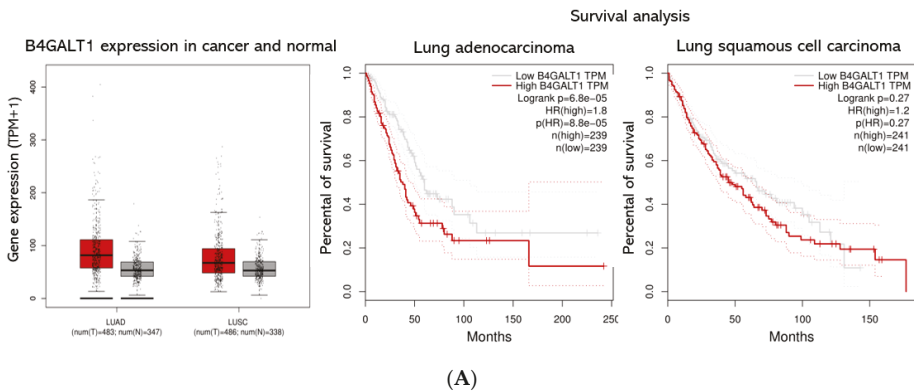 Survival analysis
B4GALT1 expression in cancer and normal
Gene expression (TPM+1)
400
300
200
100
0
LUAD
(num(T)=483; num(N)=347)
LUSC
(num(T)=486; num(N)=338)
Lung adenocarcinoma
Low B4GALT1 TPM
High B4GALT1 TPM
Logrank p=6.8e-05
HR(high)=1.8
p(HR)=8.8e-05
n(high)=239
n(low)=239
Percental of survival
1.0
0.8
0.6
0.4
0.2
0.0
0 50 100 150 200 250
Months
Lung squamous cell carcinoma
Low B4GALT1 TPM
High B4GALT1 TPM
Logrank p=0.27
HR(high)=1.2
p(HR)=0.27
n(high)=241
n(low)=241
Percental of survival
1.0
0.8
0.6
0.4
0.2
0.0
0 50 100 150
Months
(A)